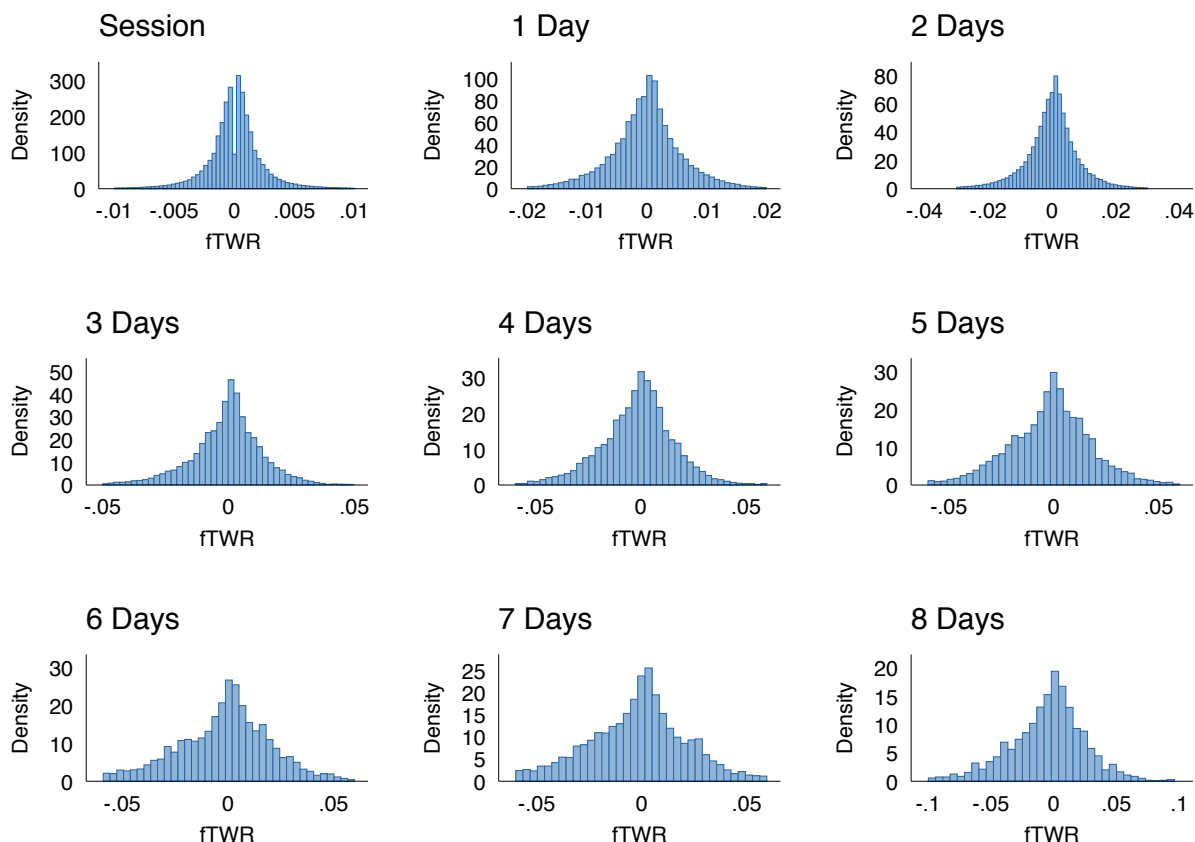 Session
Density
300
200
100
0
-.01 -.005 0 .005 .01
fTWR
1 Day
Density
100
80
60
40
20
0
-.02 -.01 0 .01 .02
fTWR
2 Days
Density
80
60
40
20
0
-.04 -.02 0 .02 .04
fTWR
3 Days
Density
50
40
30
20
10
0
-.05 0 .05
fTWR
4 Days
Density
30
20
10
0
-.05 0 .05
fTWR
5 Days
Density
30
20
10
0
-.05 0 .05
fTWR
6 Days
Density
30
20
10
0
-.05 0 .05
fTWR
7 Days
Density
25
20
15
10
5
0
-.05 0 .05
fTWR
8 Days
Density
20
15
10
5
0
-.1 -.05 0 .05 .1
fTWR